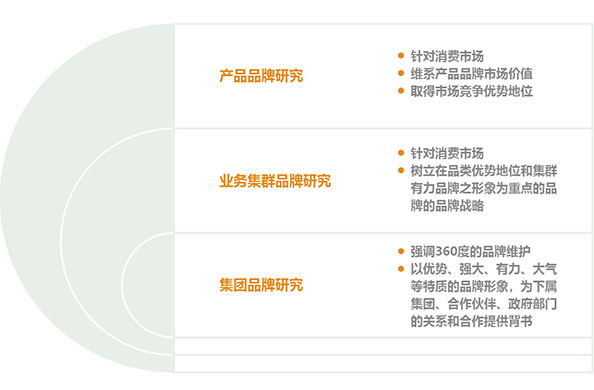 产品品牌研究
针对消费市场
维系产品品牌市场价值
取得市场竞争优势地位
业务集群品牌研究
针对消费市场
树立在品类优势地位和集群
有力品牌之形象为重点的品
牌的品牌战略
集团品牌研究
强调360度的品牌维护
以优势、强大、有力、大气
等特质的品牌形象，为下属
集团、合作伙伴、政府部门
的关系和合作提供背书